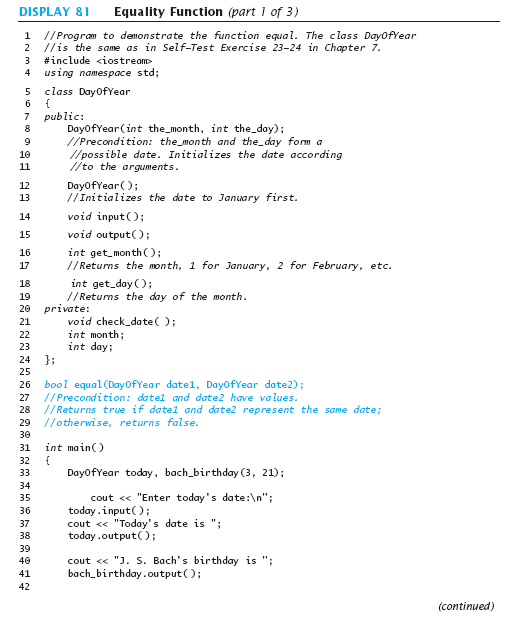 DISPLAY 81 Equality Function (part 1 of 3)
1 //Program to demonstrate the function equal. The class DayOfYear
2 //is the same as in Self-Test Exercise 23-24 in Chapter 7.
3 #include <iostream>
4 using namespace std;
5 class DayOfYear
6 {
7 public:
8 DayOfYear(int the_month, int the_day);
9 //Precondition: the_month and the_day form a
10 //possible date. Initializes the date according
11 //to the arguments.
12 DayOfYear();
13 //Initializes the date to January first.
14 void input();
15 void output();
16 int get_month();
17 //Returns the month, 1 for January, 2 for February, etc.
18 int get_day();
19 //Returns the day of the month.
20 private:
21 void check_date( );
22 int month;
23 int day;
24 };
25
26 bool equal(DayOfYear date1, DayOfYear date2);
27 //Precondition: date1 and date2 have values.
28 //Returns true if date1 and date2 represent the same date;
29 //otherwise, returns false.
30
31 int main()
32 {
33 DayOfYear today, bach_birthday(3, 21);
34
35 cout << "Enter today's date:\n";
36 today.input();
37 cout << "Today's date is ";
38 today.output();
39
40 cout << "J. S. Bach's birthday is ";
41 bach_birthday.output();
42
(continued)